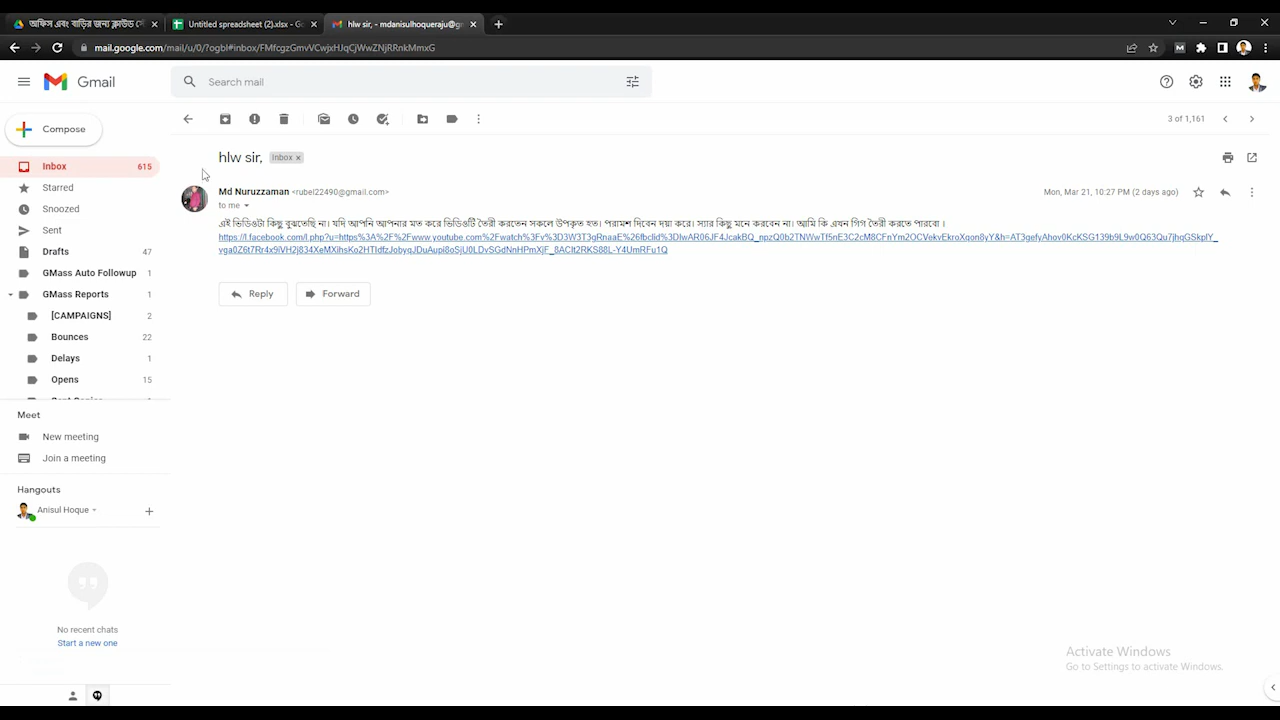 অফিস এবং বাড়ির জন্য ক্লাউড স্টো
Untitled spreadsheet (2).xlsx - Go
hlw sir, - mdanisulhoqueraju@gm
mail.google.com/mail/u/0/?ogbl#inbox/FMfcgzGmvVCwjxHJqCjWwZNjRRnkMmxG
Gmail
Search mail
3 of 1,161
Compose
hlw sir,
Inbox ×
Inbox 615
Starred
Snoozed
Sent
Drafts 47
GMass Auto Followup 1
GMass Reports 1
[CAMPAIGNS] 2
Bounces 22
Delays 1
Opens 15
Md Nuruzzaman <rubel22490@gmail.com>
Mon, Mar 21, 10:27 PM (2 days ago)
to me
এই ভিডিওটা কিছু বুঝতেছি না। যদি আপনি আপনার মত করে ভিডিওটি তৈরী করতেন সকলে উপকৃত হত। পরামর্শ দিবেন দয়া করে। স্যার কিছু মনে করবেন না। আমি কি এখন গিগ তৈরী করতে পারবো ।
https://l.facebook.com/l.php?u=https%3A%2F%2Fwww.youtube.com%2Fwatch%3Fv%3D3W3T3gRnaaE%26fbclid%3DIwAR06JF4JcakBQ_npzQ0b2TNWwTf5nE3C2cM8CFnYm2OCVekvEkroXqon8yY&h=AT3gefyAhov0KcKSG139b9L9w0Q63Qu7jhqGSkplY_
vga0Z6t7Rr4x9lVH2j834XeMXihsKo2HTldfzJobyqJDuAupi8oSjU0LDvSGdNnHPmXjF_8ACIt2RKS88L-Y4UmRFu1Q
Reply
Forward
Meet
New meeting
Join a meeting
Hangouts
Anisul Hoque
No recent chats
Start a new one
Activate Windows
Go to Settings to activate Windows.